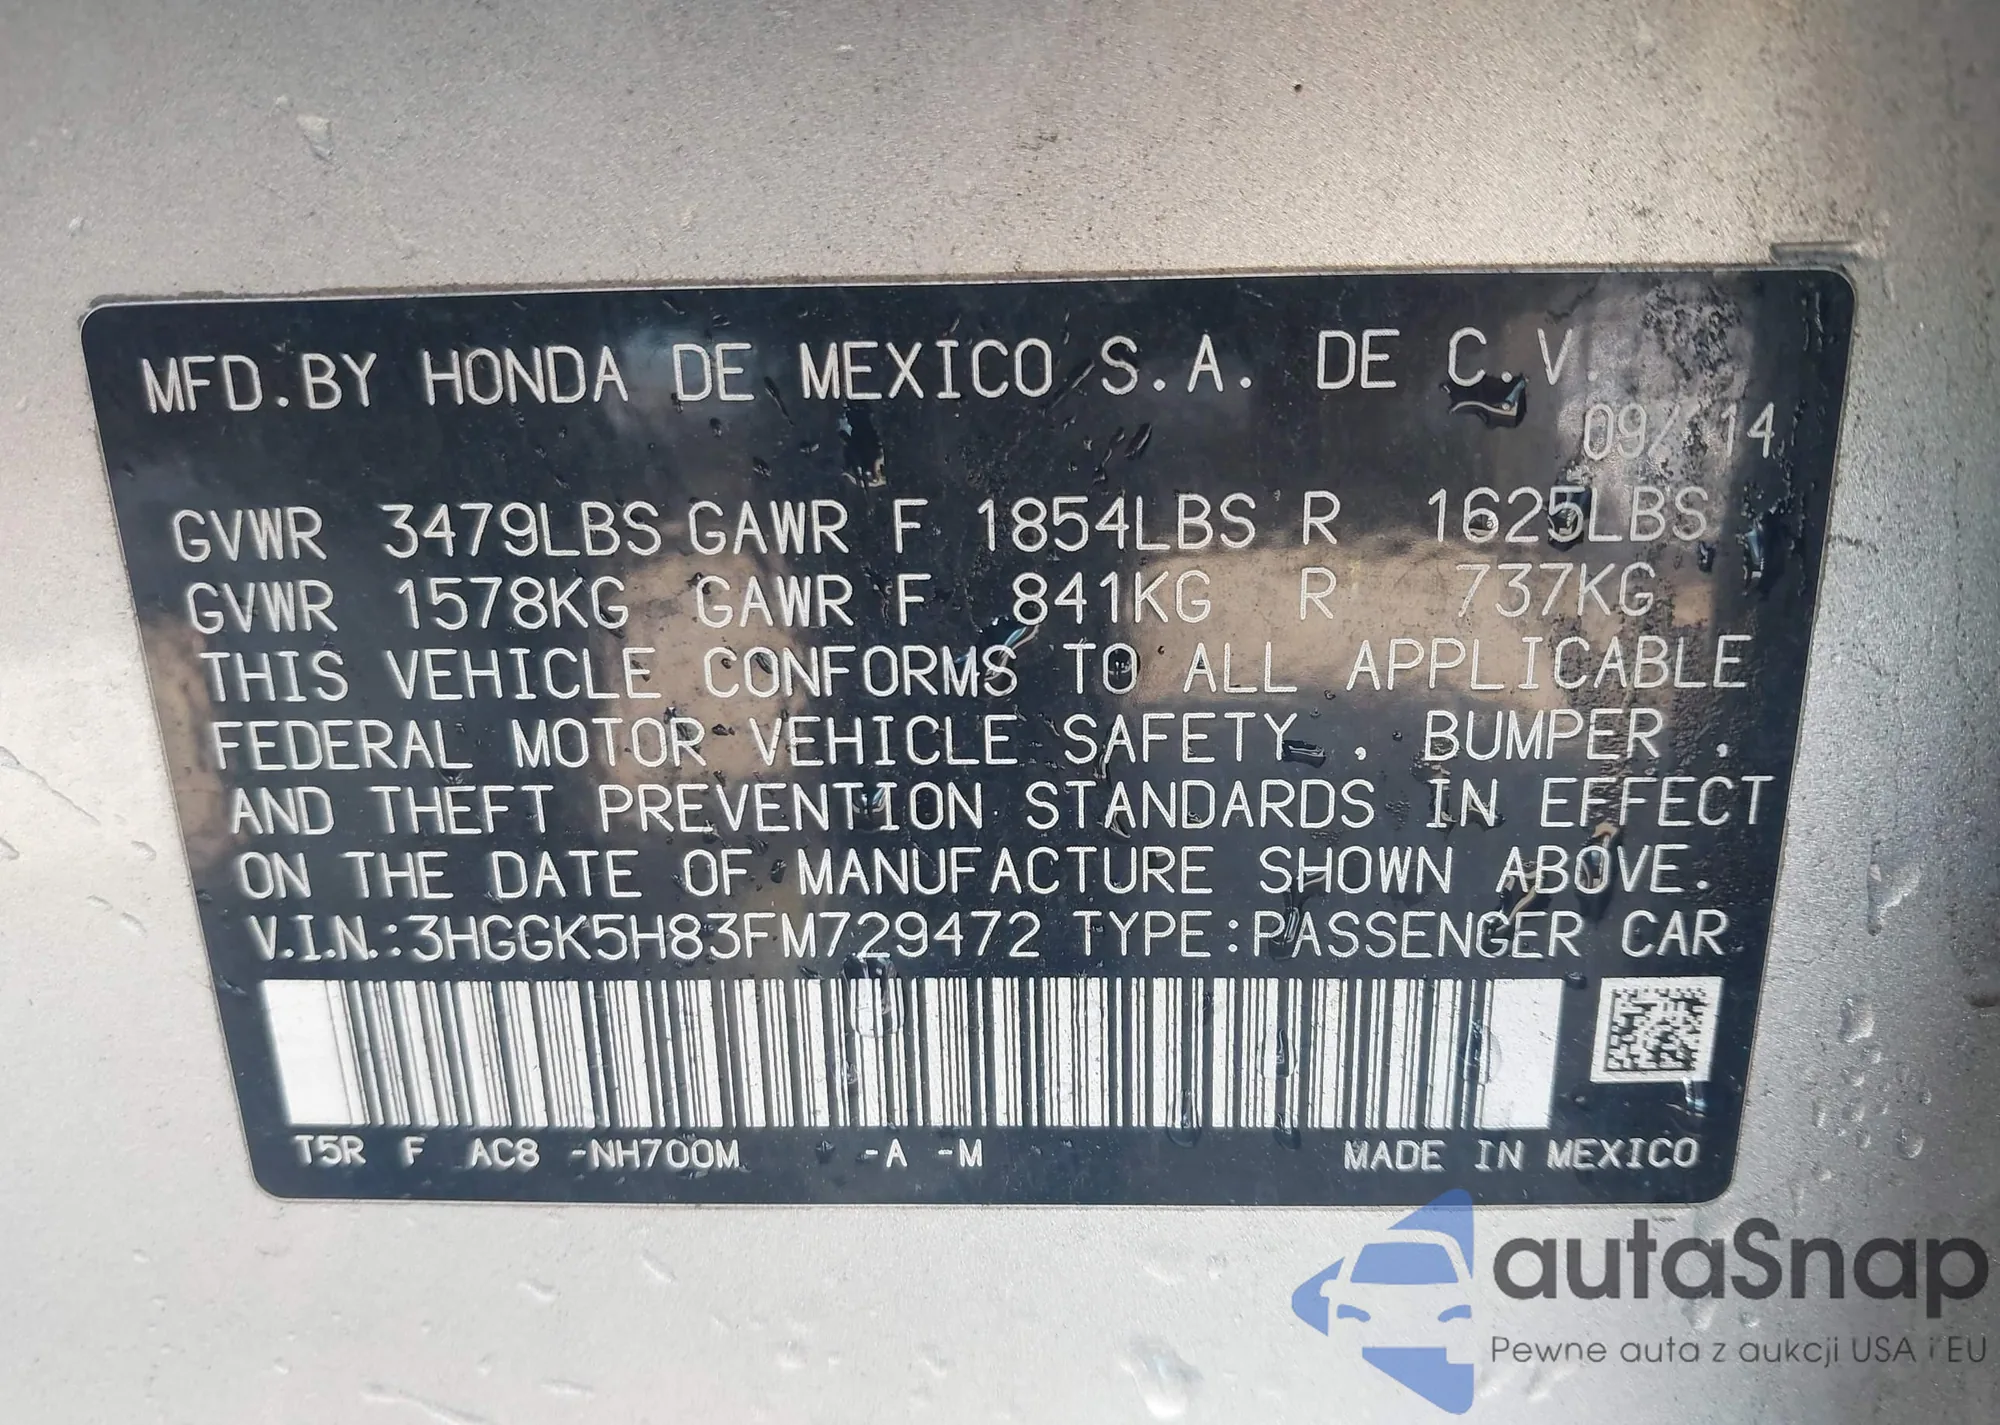 MFD.BY HONDA DE MEXICO S.A. DE C.V.
09/ 14
GVWR 3479LBS GAWR F 1854LBS R 1625LBS
GVWR 1578KG GAWR F 841KG R 737KG
THIS VEHICLE CONFORMS TO ALL APPLICABLE
FEDERAL MOTOR VEHICLE SAFETY , BUMPER ,
AND THEFT PREVENTION STANDARDS IN EFFECT
ON THE DATE OF MANUFACTURE SHOWN ABOVE.
V.I.N.:3HGGK5H83FM729472 TYPE:PASSENGER CAR
T5R F AC8 -NH700M -A -M MADE IN MEXICO
autaSnap
Pewne auta z aukcji USA i EU